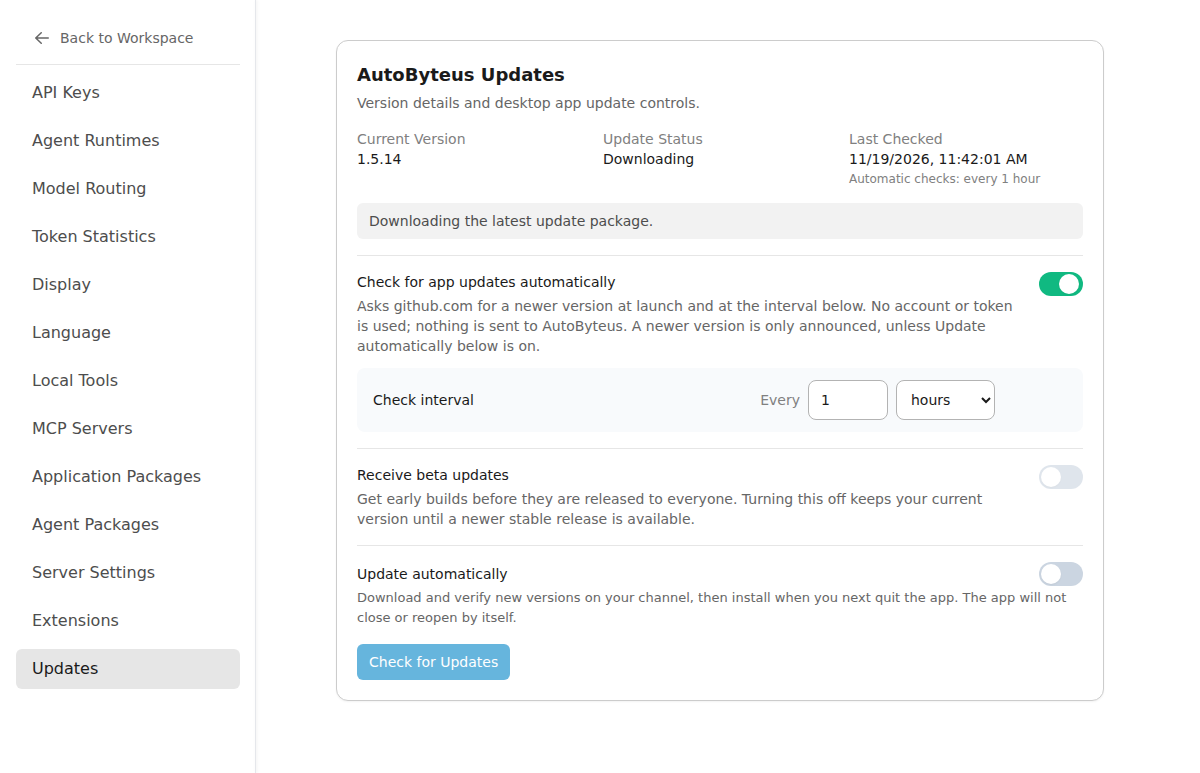 Back to Workspace
API Keys
Agent Runtimes
Model Routing
Token Statistics
Display
Language
Local Tools
MCP Servers
Application Packages
Agent Packages
Server Settings
Extensions
Updates
AutoByteus Updates
Version details and desktop app update controls.
Current Version
1.5.14
Update Status
Downloading
Last Checked
11/19/2026, 11:42:01 AM
Automatic checks: every 1 hour
Downloading the latest update package.
Check for app updates automatically
Asks github.com for a newer version at launch and at the interval below. No account or token
is used; nothing is sent to AutoByteus. A newer version is only announced, unless Update
automatically below is on.
Check interval
Every
1
hours
Receive beta updates
Get early builds before they are released to everyone. Turning this off keeps your current
version until a newer stable release is available.
Update automatically
Download and verify new versions on your channel, then install when you next quit the app. The app will not
close or reopen by itself.
Check for Updates